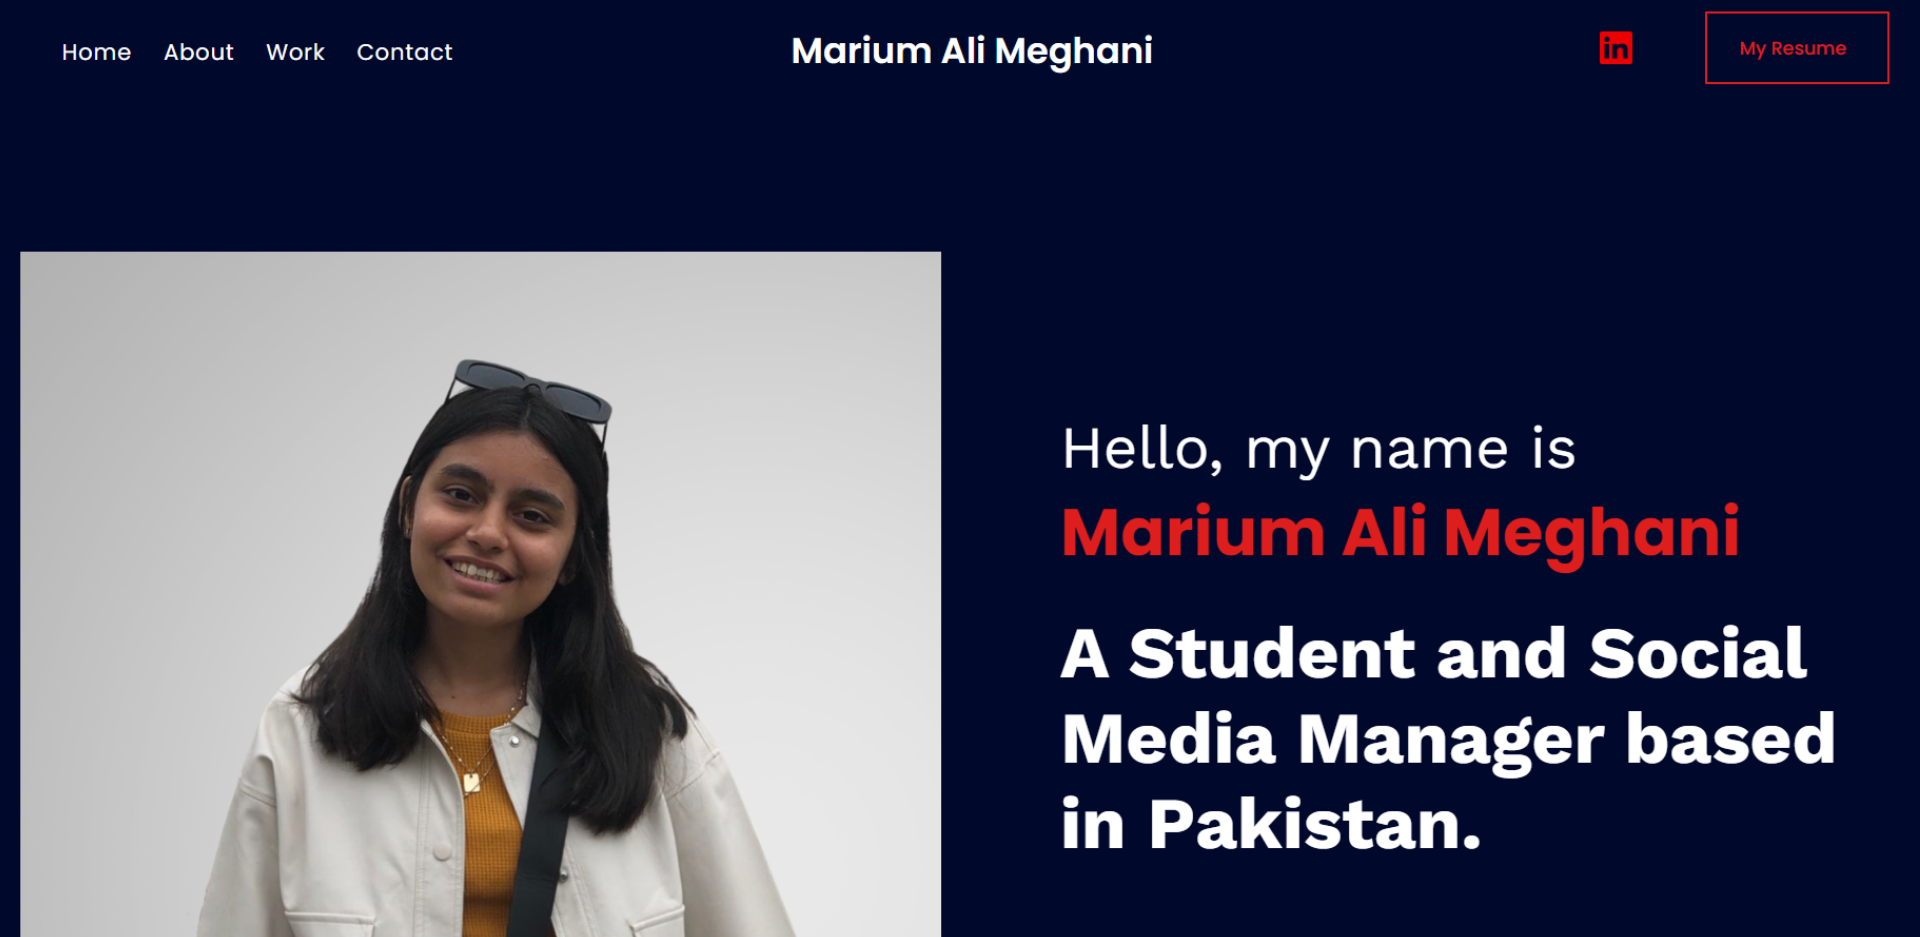 Home About Work Contact
Marium Ali Meghani
in
My Resume
Hello, my name is
Marium Ali Meghani
A Student and Social
Media Manager based
in Pakistan.